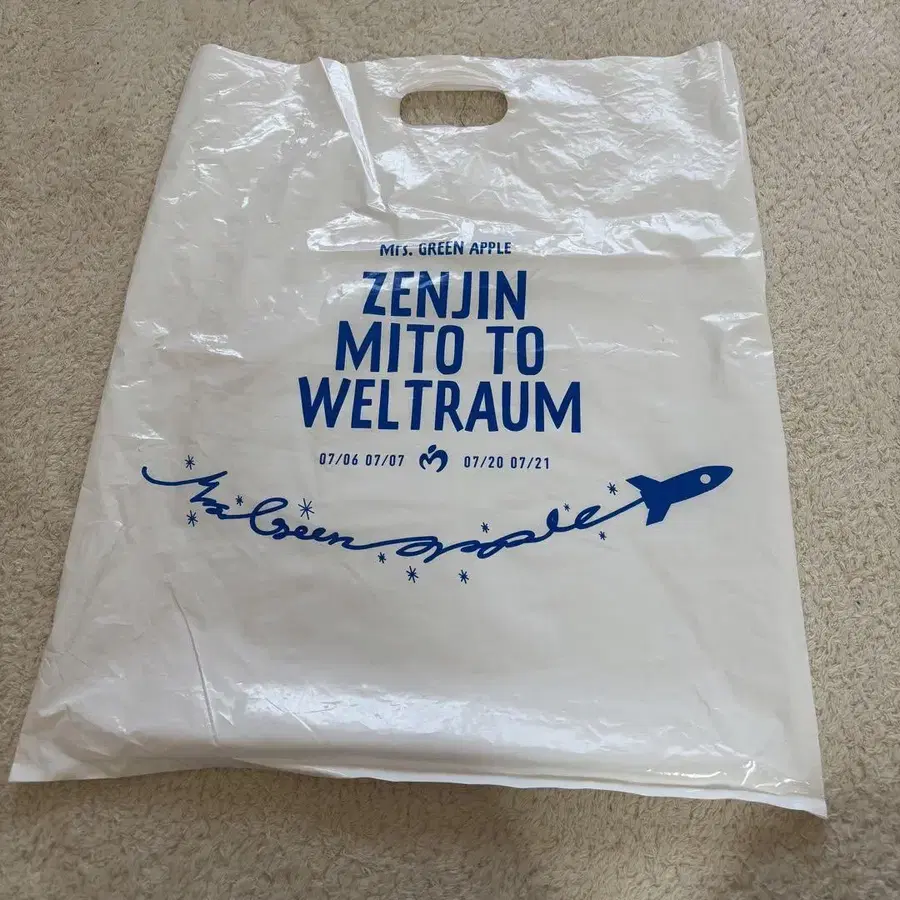 Mrs. GREEN APPLE
ZENJIN
MITO TO
WELTRAUM
07/06 07/07 07/20 07/21
Mrs. Green apple